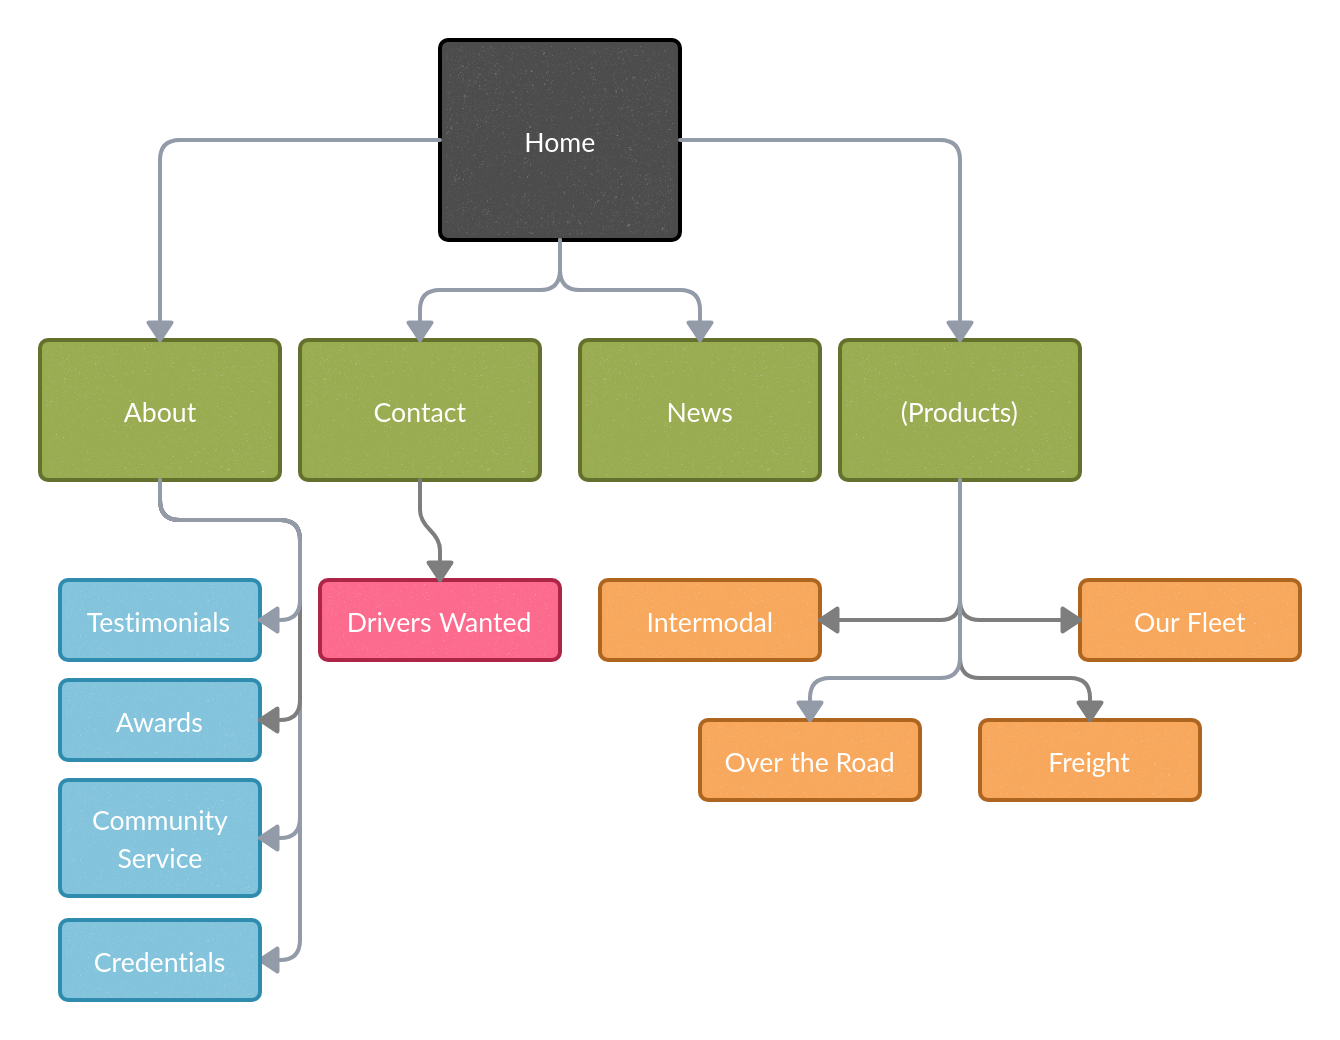 Home
About
Contact
News
(Products)
Testimonials
Drivers Wanted
Intermodal
Our Fleet
Awards
Over the Road
Freight
Community
Service
Credentials